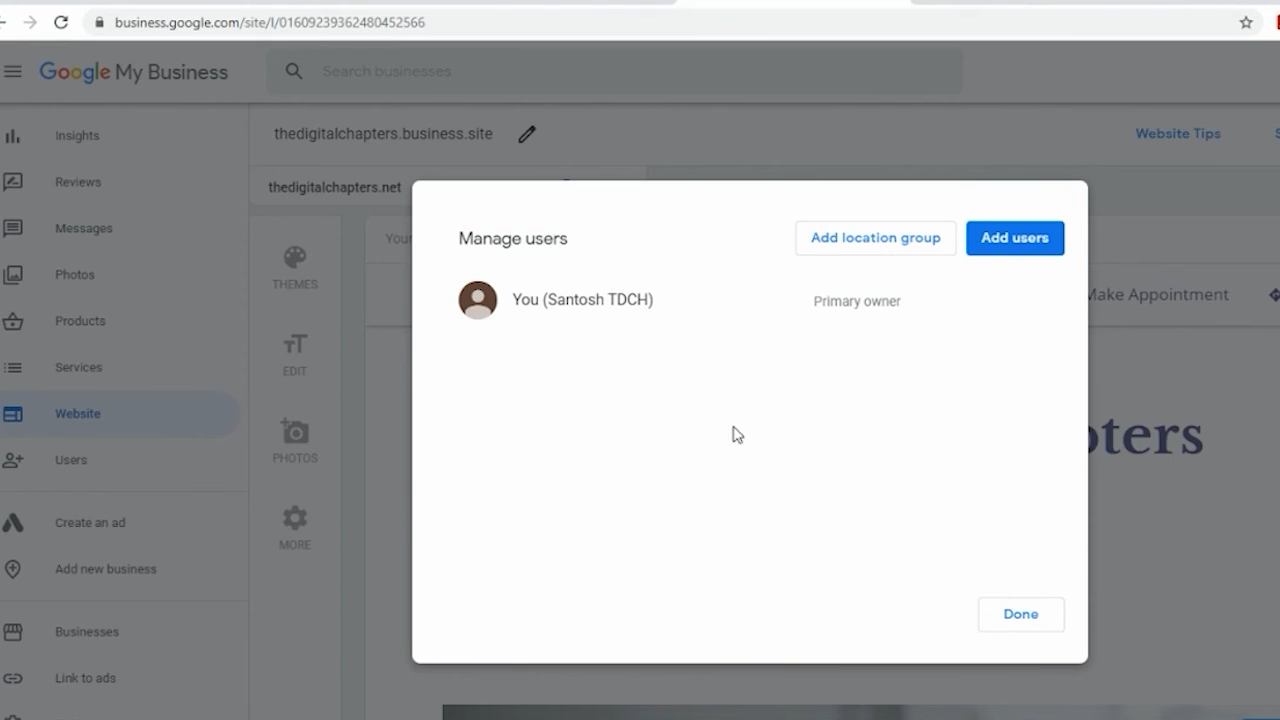 business.google.com/site/l/01609239362480452566
Google My Business
Search businesses
Insights
Reviews
Messages
Photos
Products
Services
Website
Users
Create an ad
Add new business
Businesses
Link to ads
thedigitalchapters.business.site
Website Tips
thedigitalchapters.net
THEMES
EDIT
PHOTOS
MORE
Manage users
Add location group
Add users
You (Santosh TDCH)
Primary owner
Done
Make Appointment